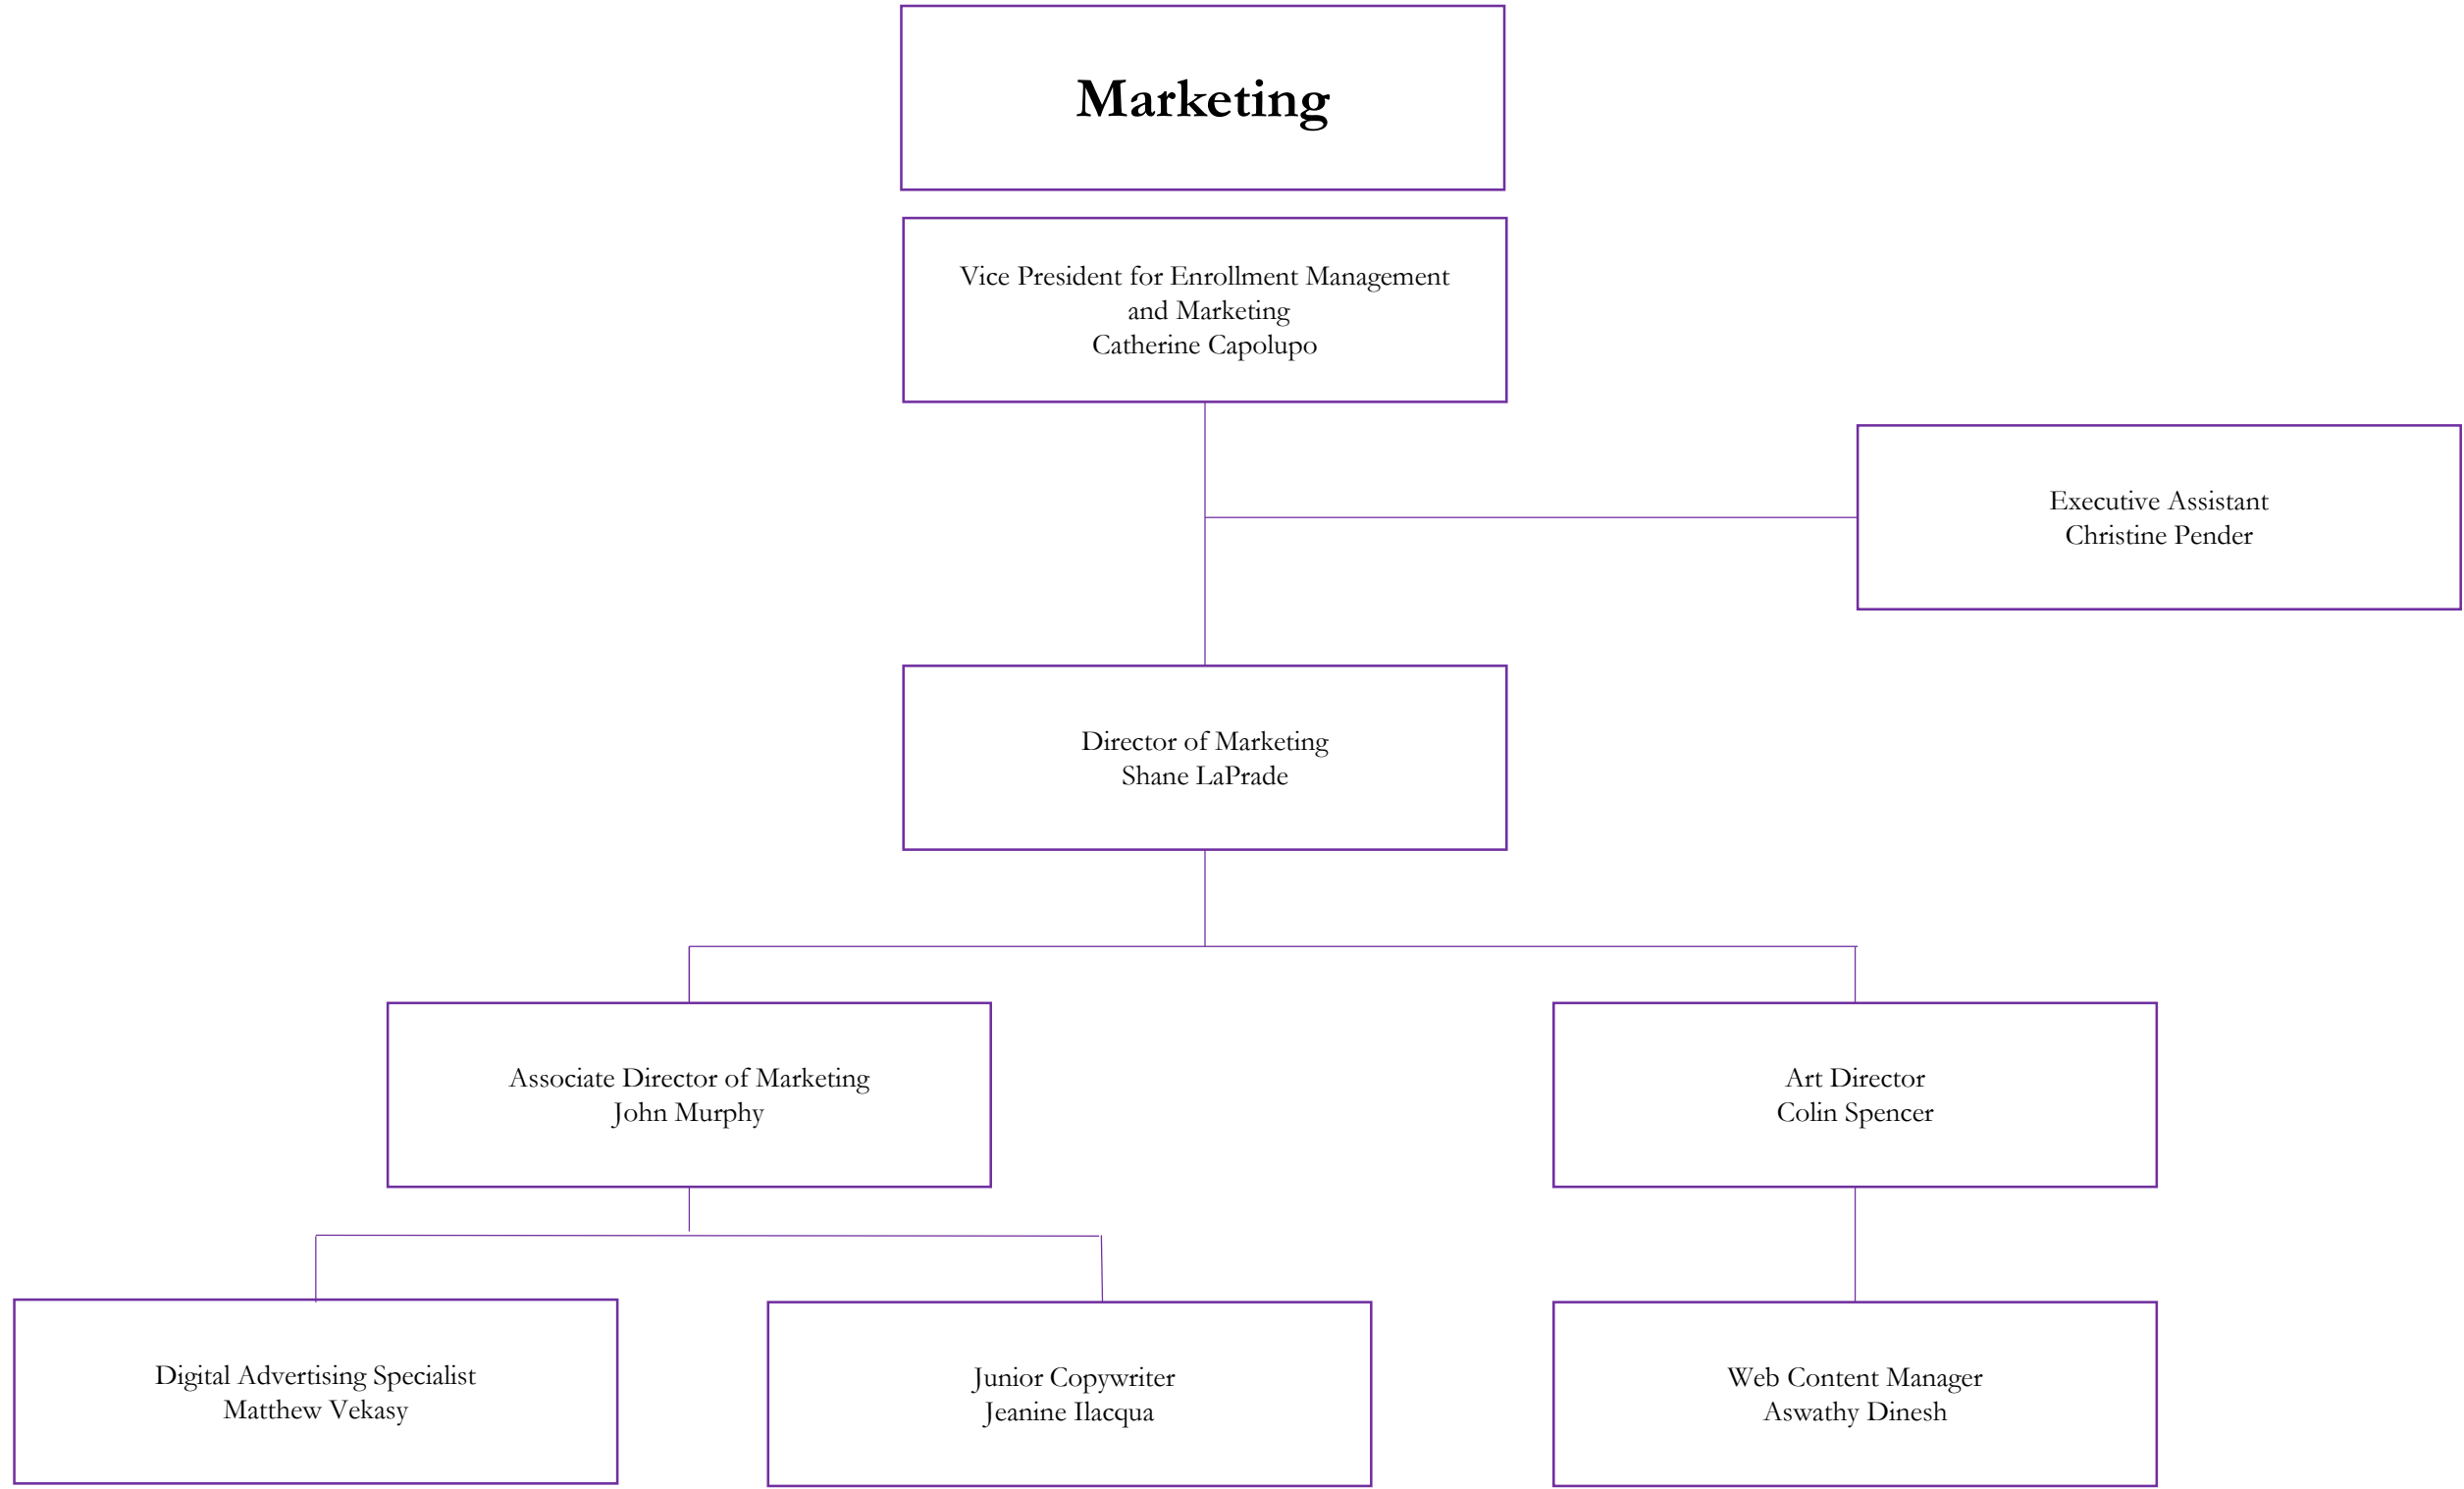 Marketing
Vice President for Enrollment Management
and Marketing
Catherine Capolupo
Executive Assistant
Christine Pender
Director of Marketing
Shane LaPrade
Associate Director of Marketing
John Murphy
Art Director
Colin Spencer
Digital Advertising Specialist
Matthew Vekasy
Junior Copywriter
Jeanine Ilacqua
Web Content Manager
Aswathy Dinesh